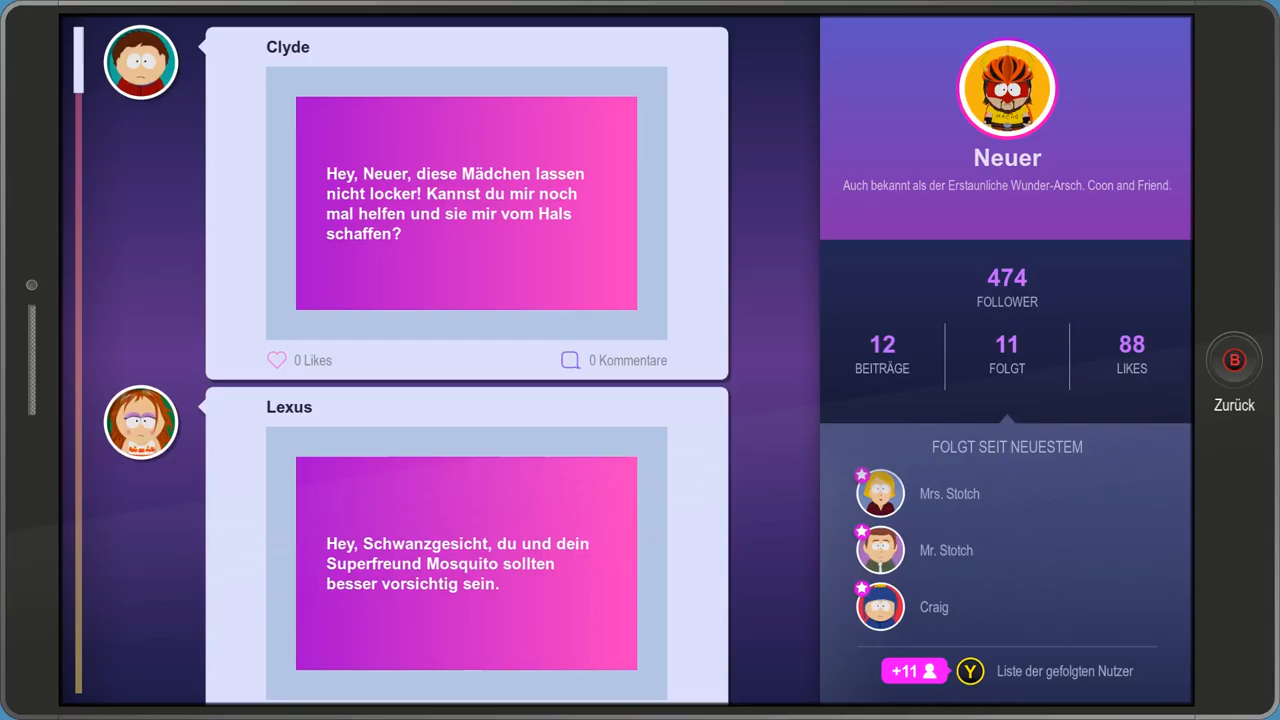 Clyde
Hey, Neuer, diese Mädchen lassen
nicht locker! Kannst du mir noch
mal helfen und sie mir vom Hals
schaffen?
0 Likes
0 Kommentare
Lexus
Hey, Schwanzgesicht, du und dein
Superfreund Mosquito sollten
besser vorsichtig sein.
Neuer
Auch bekannt als der Erstaunliche Wunder-Arsch. Coon and Friend.
474
FOLLOWER
12
BEITRÄGE
11
FOLGT
88
LIKES
FOLGT SEIT NEUESTEM
Mrs. Stotch
Mr. Stotch
Craig
+11
Y
Liste der gefolgten Nutzer
B
Zurück